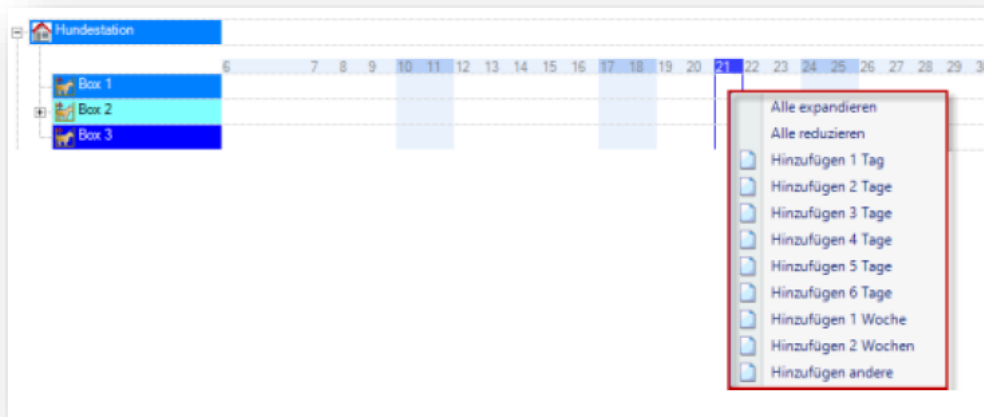 Hundestation
6 7 8 9 10 11 12 13 14 15 16 17 18 19 20 21 22 23 24 25 26 27 28 29
Box 1
Box 2
Box 3
Alle expandieren
Alle reduzieren
Hinzufügen 1 Tag
Hinzufügen 2 Tage
Hinzufügen 3 Tage
Hinzufügen 4 Tage
Hinzufügen 5 Tage
Hinzufügen 6 Tage
Hinzufügen 1 Woche
Hinzufügen 2 Wochen
Hinzufügen andere